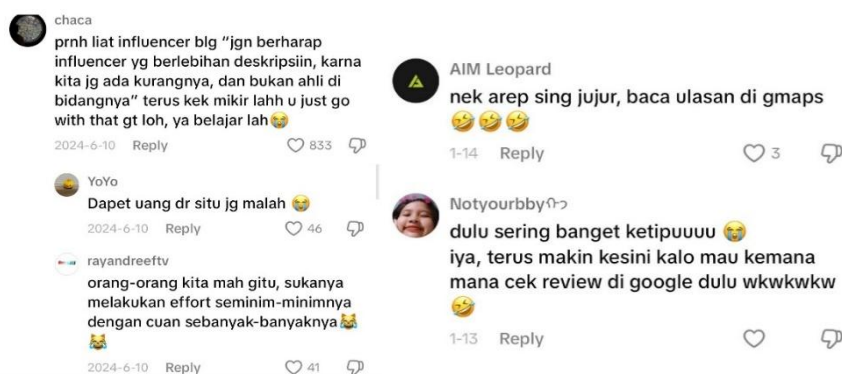 chaca
prnh liat influencer blg “jgn berharap
influencer yg berlebihan deskripsiin, karna
kita jg ada kurangnya, dan bukan ahli di
bidangnya” terus kek mikir lahh u just go
with that gt loh, ya belajar lah😭
2024-6-10 Reply 833
YoYo
Dapet uang dr situ jg malah 😭
2024-6-10 Reply 46
rayandreeftv
orang-orang kita mah gitu, sukanya
melakukan effort seminim-minimnya
dengan cuan sebanyak-banyaknya😹
😹
2024-6-10 Reply 41
AIM Leopard
nek arep sing jujur, baca ulasan di gmaps
🤣🤣🤣
1-14 Reply 3
Notyourbby
dulu sering banget ketipuuuu 😭
iya, terus makin kesini kalo mau kemana
mana cek review di google dulu wkwkwkw
🤣
1-13 Reply